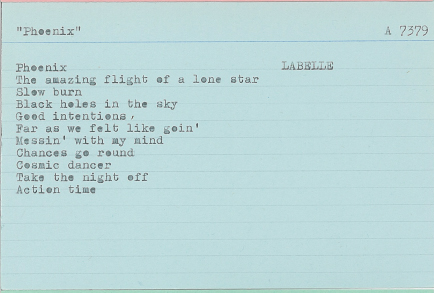 "Phoenix" A 7379
Phoenix LABELLE
The amazing flight of a lone star
Slow burn
Black holes in the sky
Good intentions,
Far as we felt like goin'
Messin' with my mind
Chances go round
Cosmic dancer
Take the night off
Action time